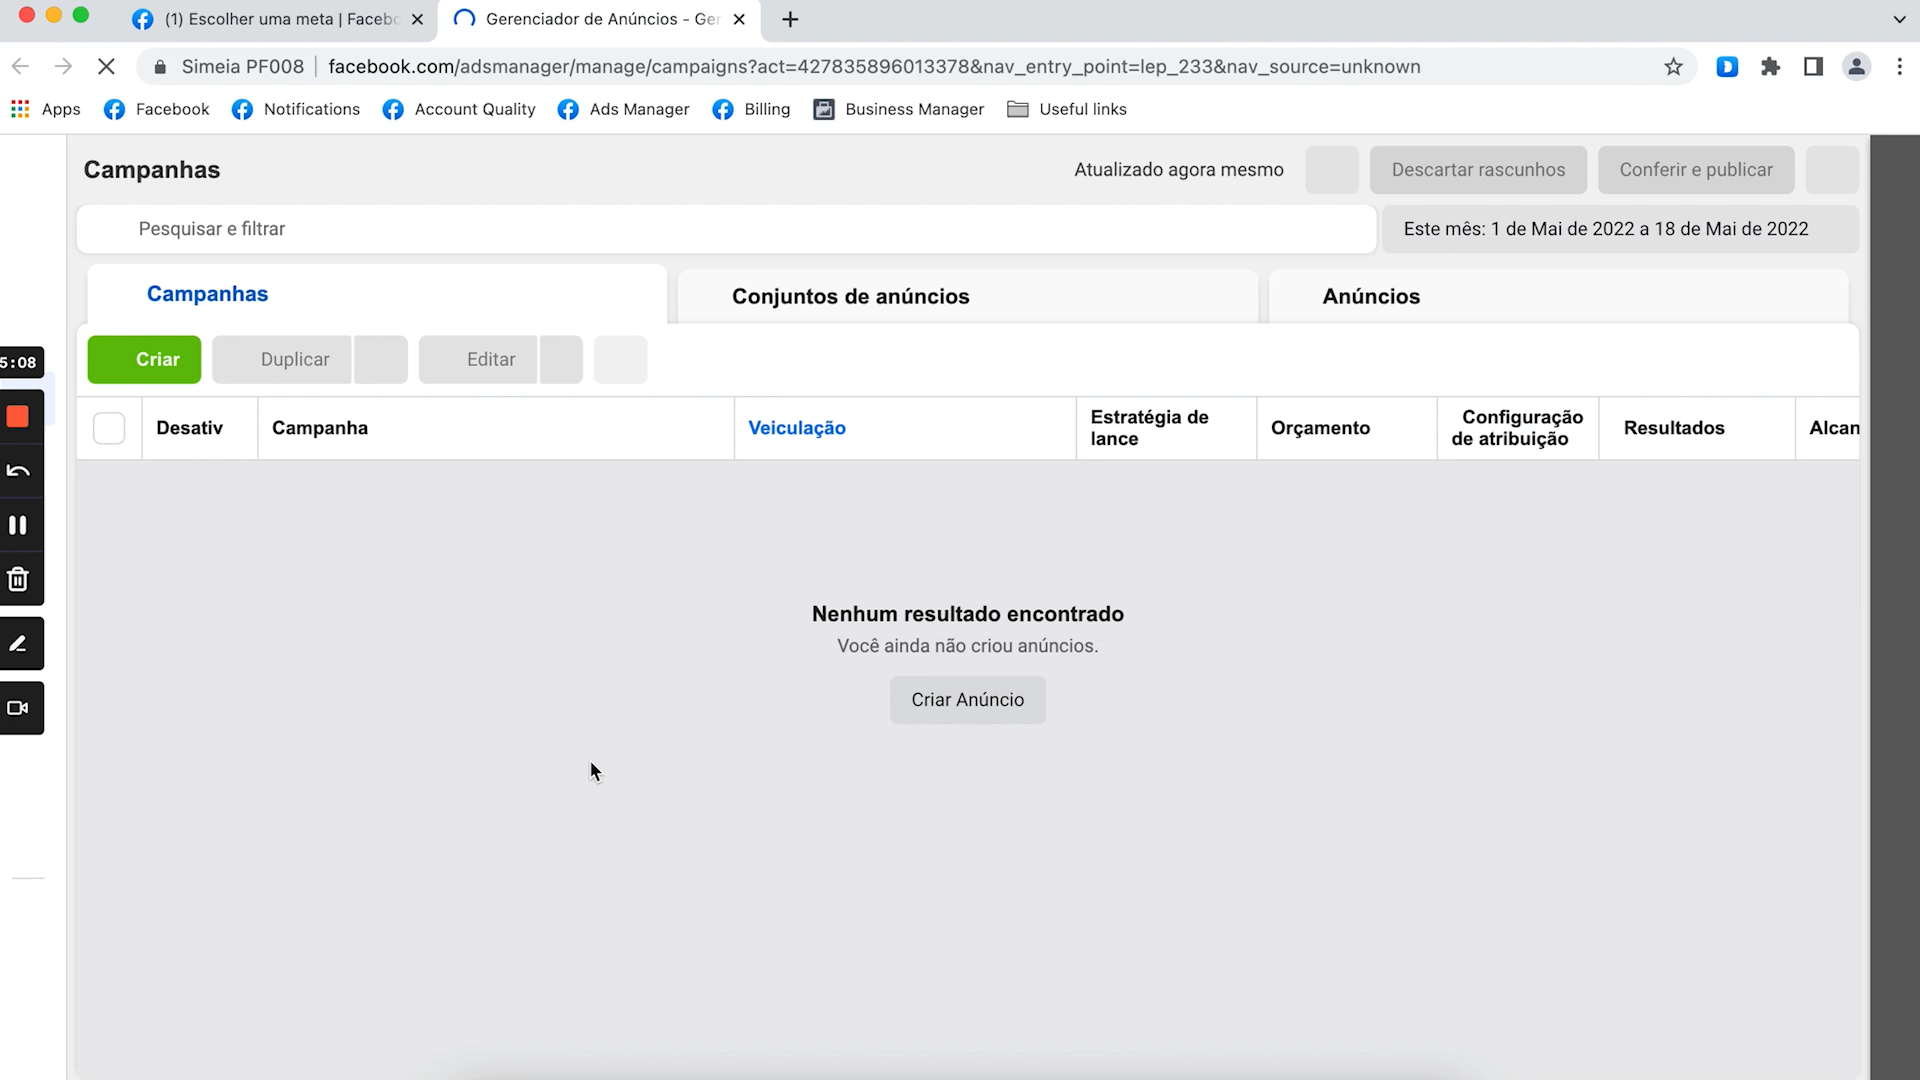 (1) Escolher uma meta | Facebo
Gerenciador de Anúncios - Ger
Simeia PF008
facebook.com/adsmanager/manage/campaigns?act=427835896013378&nav_entry_point=lep_233&nav_source=unknown
Apps
Facebook
Notifications
Account Quality
Ads Manager
Billing
Business Manager
Useful links
Campanhas
Atualizado agora mesmo
Descartar rascunhos
Conferir e publicar
Pesquisar e filtrar
Este mês: 1 de Mai de 2022 a 18 de Mai de 2022
Campanhas
Conjuntos de anúncios
Anúncios
5:08
Criar
Duplicar
Editar
Desativ
Campanha
Veiculação
Estratégia de
lance
Orçamento
Configuração
de atribuição
Resultados
Alcan
Nenhum resultado encontrado
Você ainda não criou anúncios.
Criar Anúncio